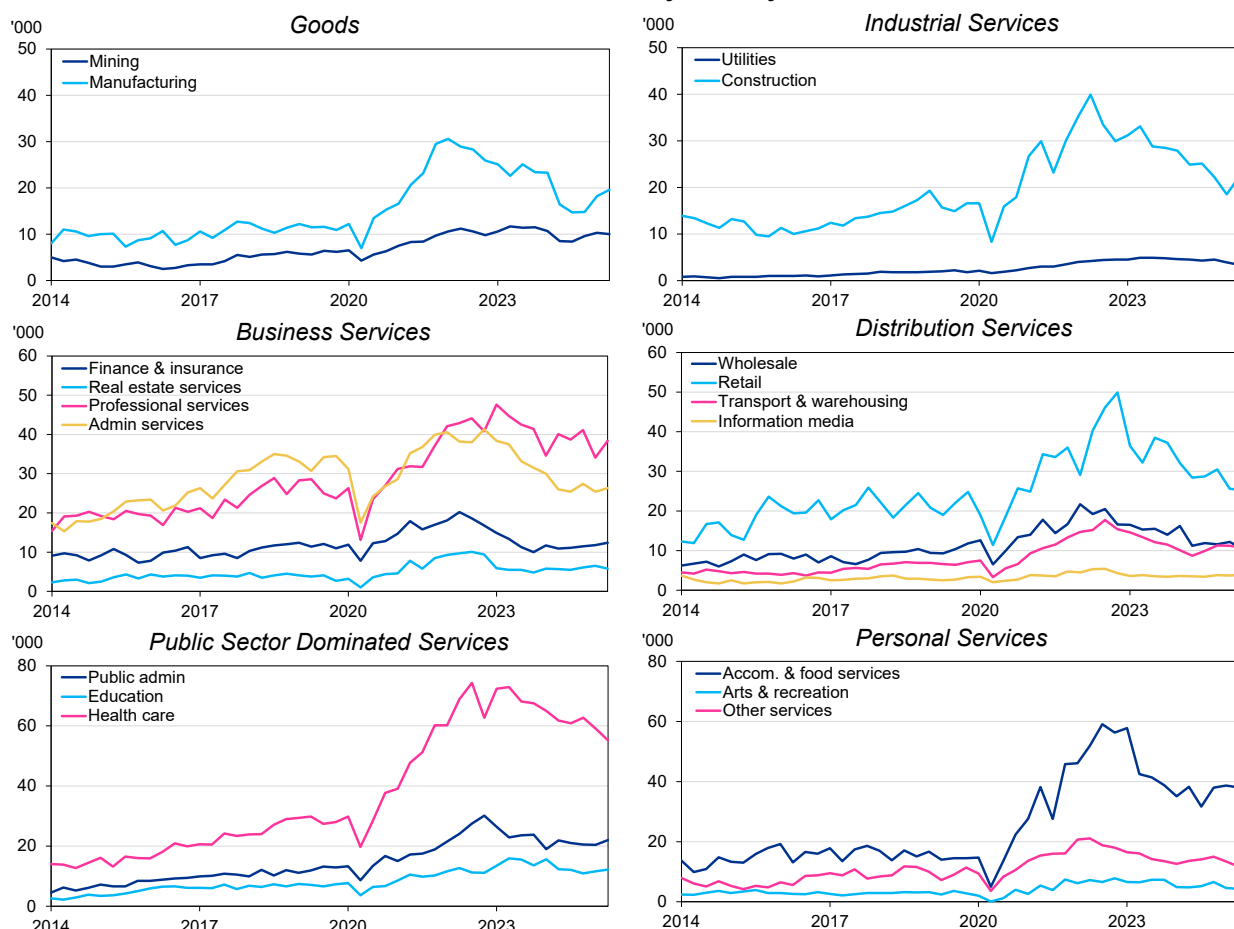 Goods
'000
50
40
30
20
10
0
Mining
Manufacturing
2014
2017
2020
2023
Industrial Services
'000
50
40
30
20
10
0
Utilities
Construction
2014
2017
2020
2023
Business Services
'000
60
50
40
30
20
10
0
Finance & insurance
Real estate services
Professional services
Admin services
2014
2017
2020
2023
Distribution Services
'000
60
50
40
30
20
10
0
Wholesale
Retail
Transport & warehousing
Information media
2014
2017
2020
2023
Public Sector Dominated Services
'000
80
60
40
20
0
Public admin
Education
Health care
2014
2017
2020
2023
Personal Services
'000
80
60
40
20
0
Accom. & food services
Arts & recreation
Other services
2014
2017
2020
2023